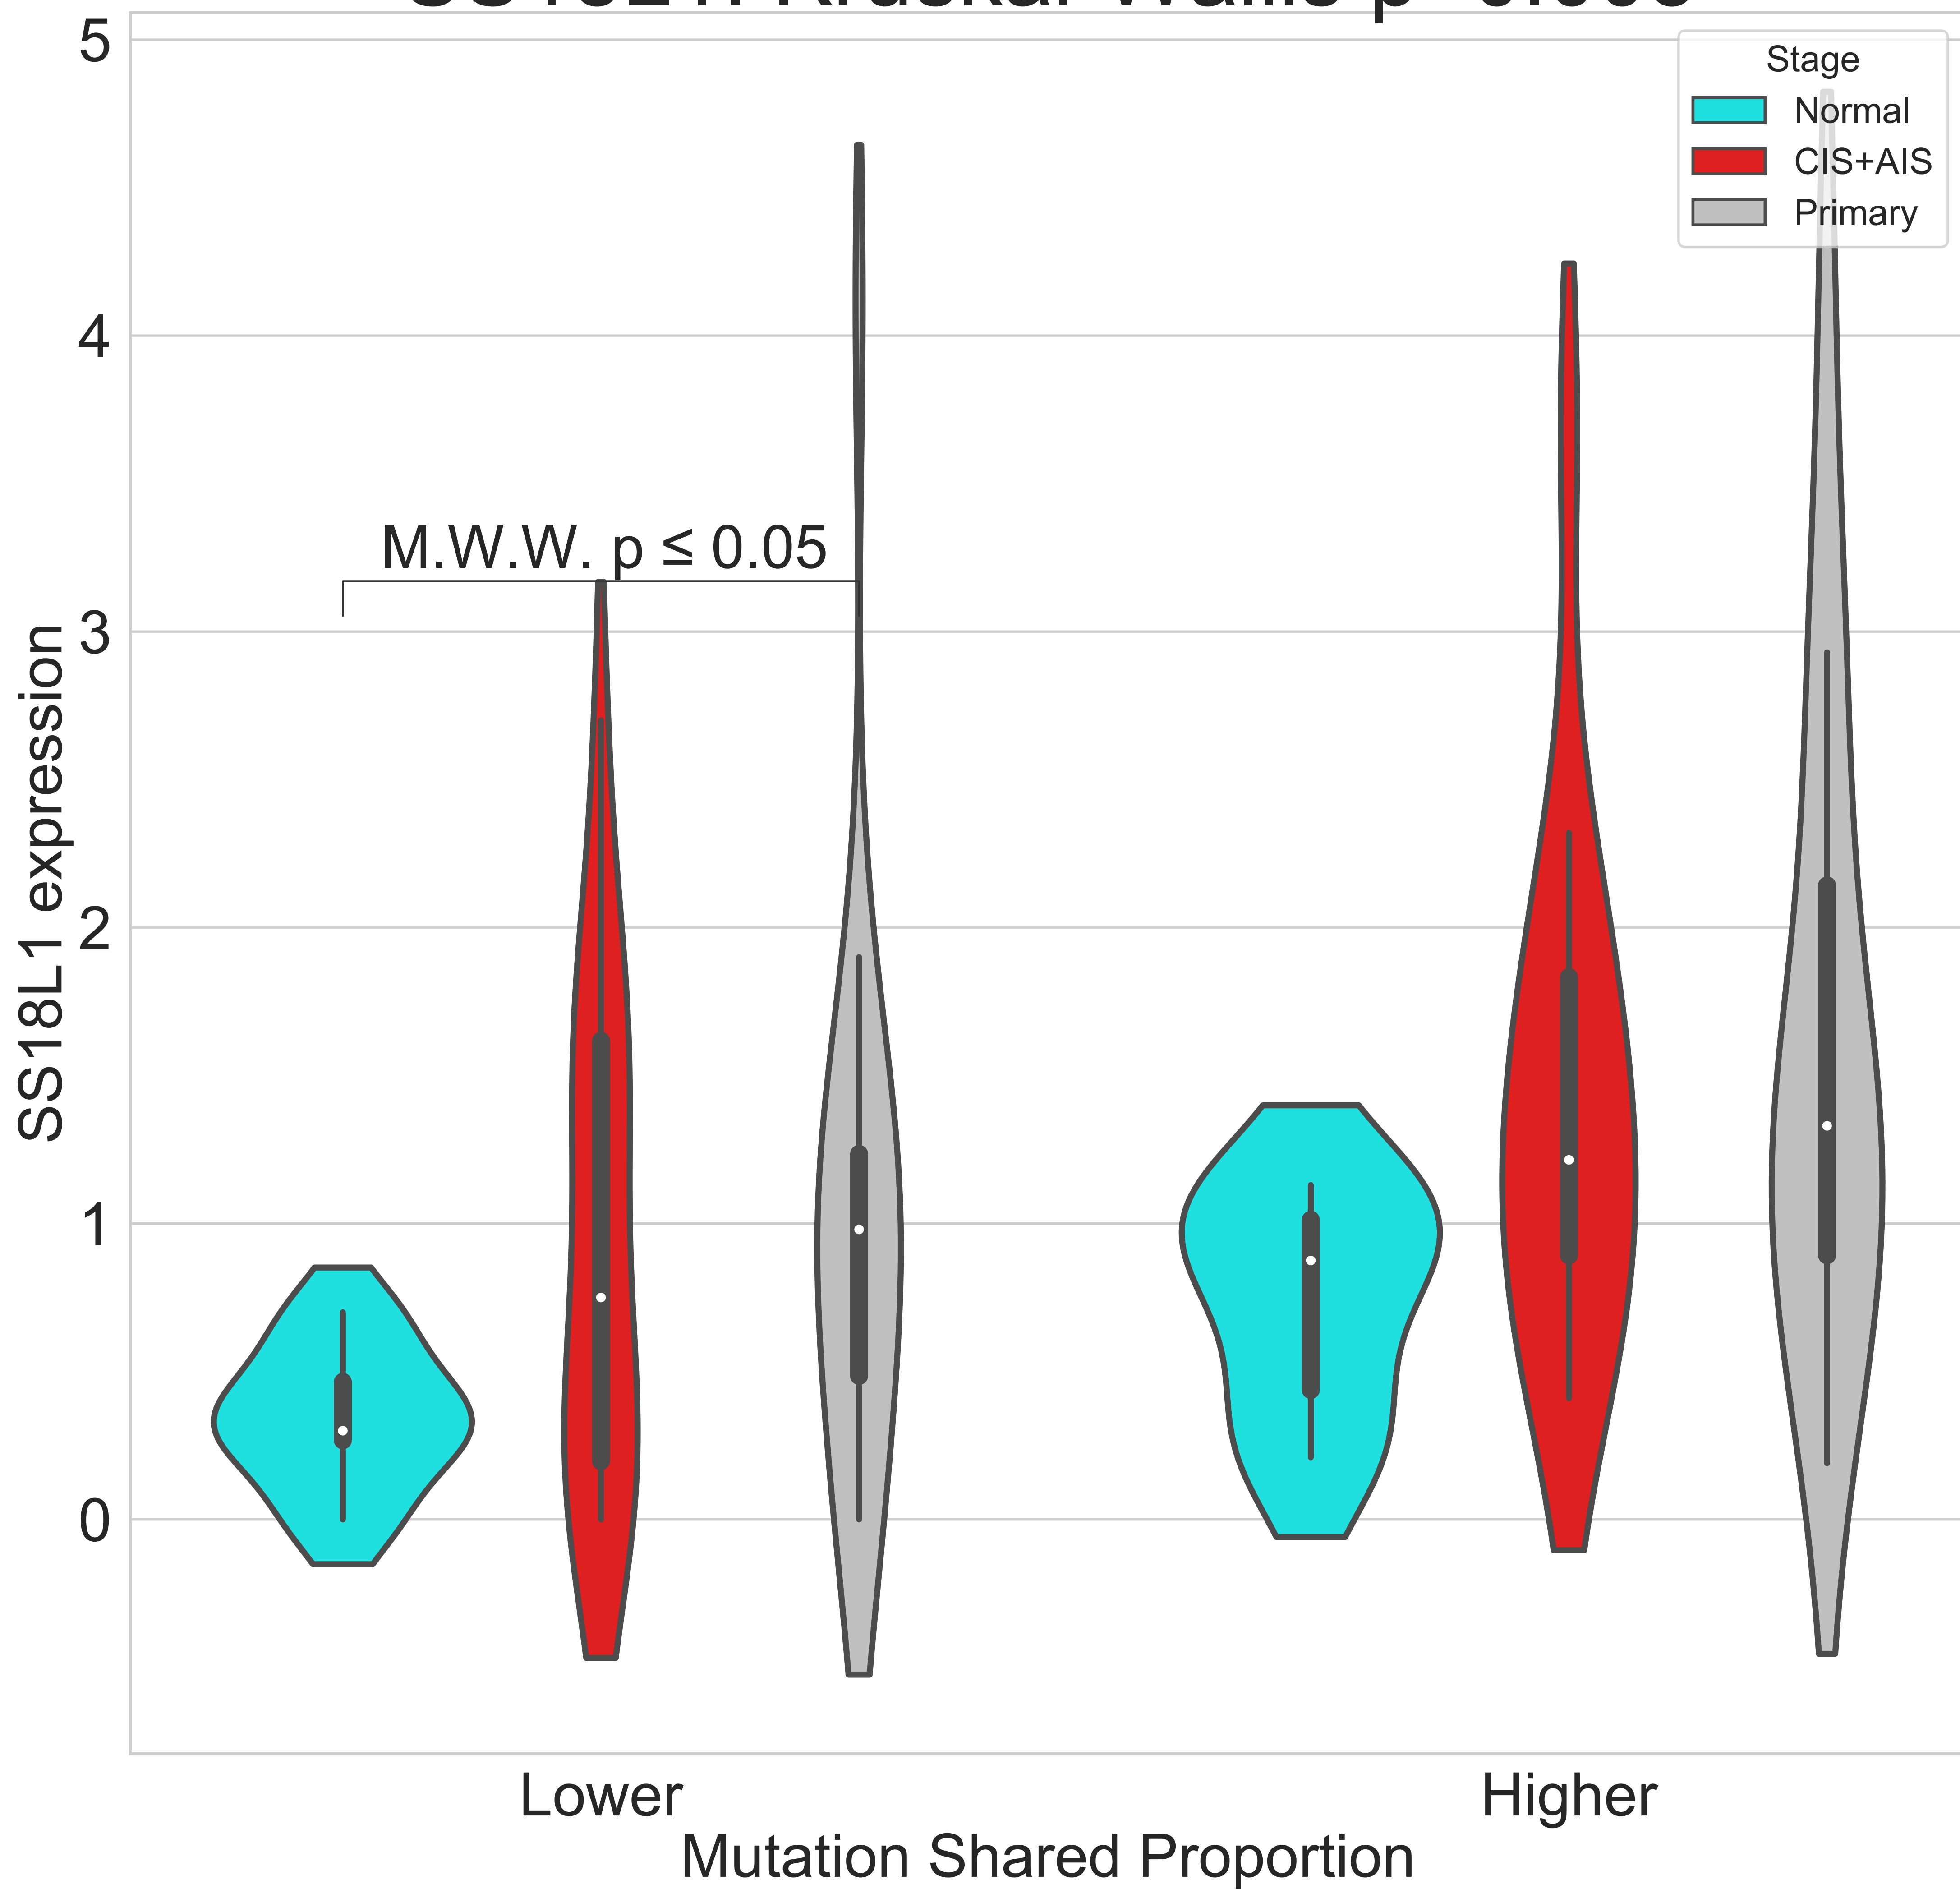 5
4
3
2
1
0
SS18L1 expression
M.W.W. p ≤ 0.05
Stage
Normal
CIS+AIS
Primary
Lower
Higher
Mutation Shared Proportion